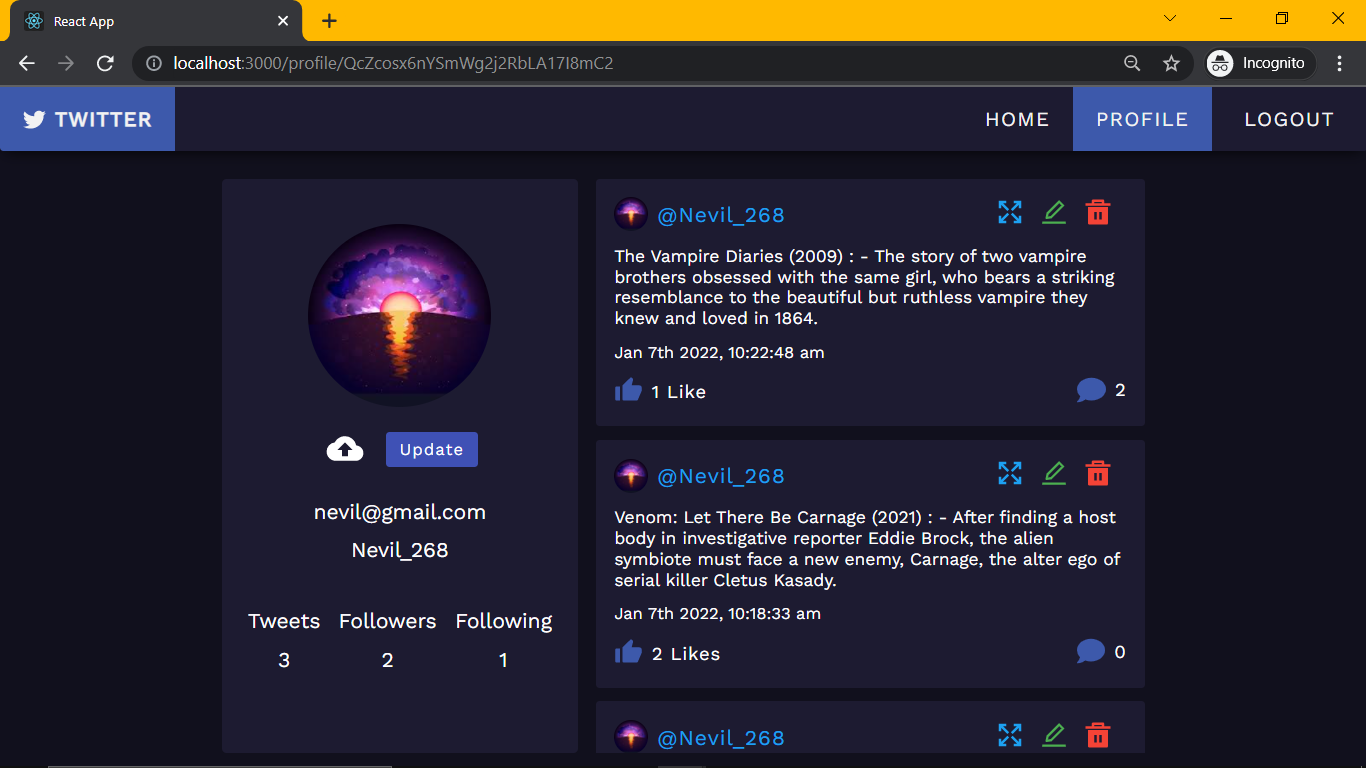 React App
localhost:3000/profile/QcZcosx6nYSmWg2j2RbLA17I8mC2
Incognito
TWITTER
HOME
PROFILE
LOGOUT
Update
nevil@gmail.com
Nevil_268
Tweets Followers Following
3 2 1
@Nevil_268
The Vampire Diaries (2009) : - The story of two vampire
brothers obsessed with the same girl, who bears a striking
resemblance to the beautiful but ruthless vampire they
knew and loved in 1864.
Jan 7th 2022, 10:22:48 am
1 Like
2
@Nevil_268
Venom: Let There Be Carnage (2021) : - After finding a host
body in investigative reporter Eddie Brock, the alien
symbiote must face a new enemy, Carnage, the alter ego of
serial killer Cletus Kasady.
Jan 7th 2022, 10:18:33 am
2 Likes
0
@Nevil_268